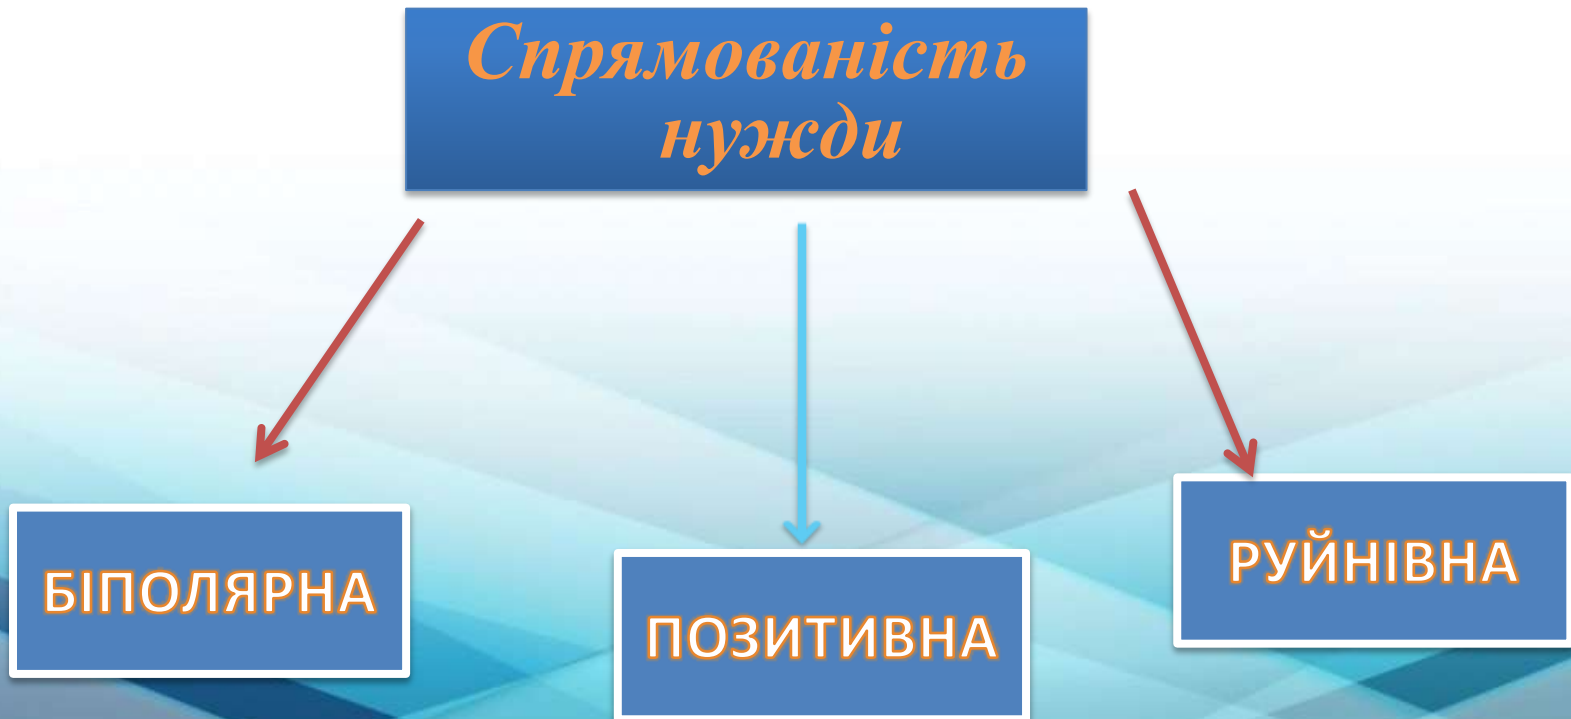 Спрямованість
нужди
БІПОЛЯРНА
ПОЗИТИВНА
РУЙНІВНА